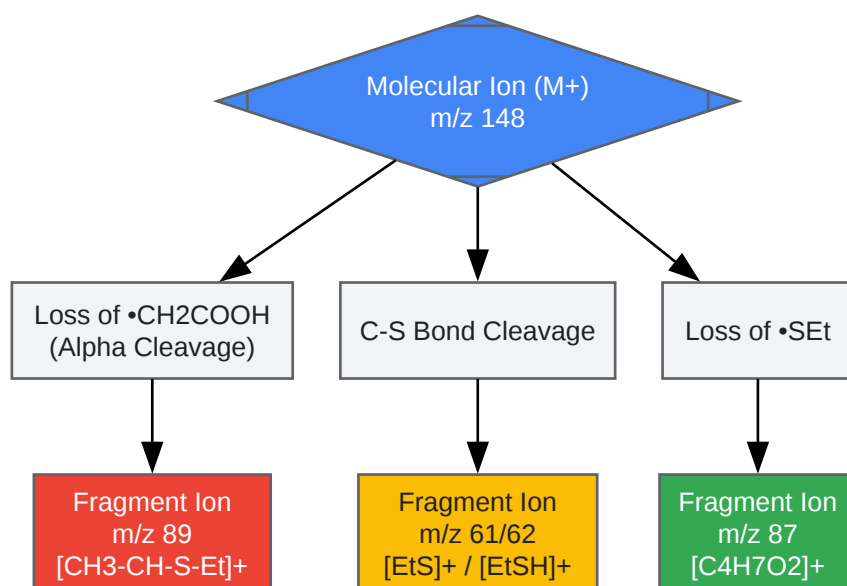 Molecular Ion (M+)
m/z 148
Loss of •CH2COOH
(Alpha Cleavage)
C-S Bond Cleavage
Loss of •SEt
Fragment Ion
m/z 89
[CH3-CH-S-Et]+
Fragment Ion
m/z 61/62
[EtS]+ / [EtSH]+
Fragment Ion
m/z 87
[C4H7O2]+